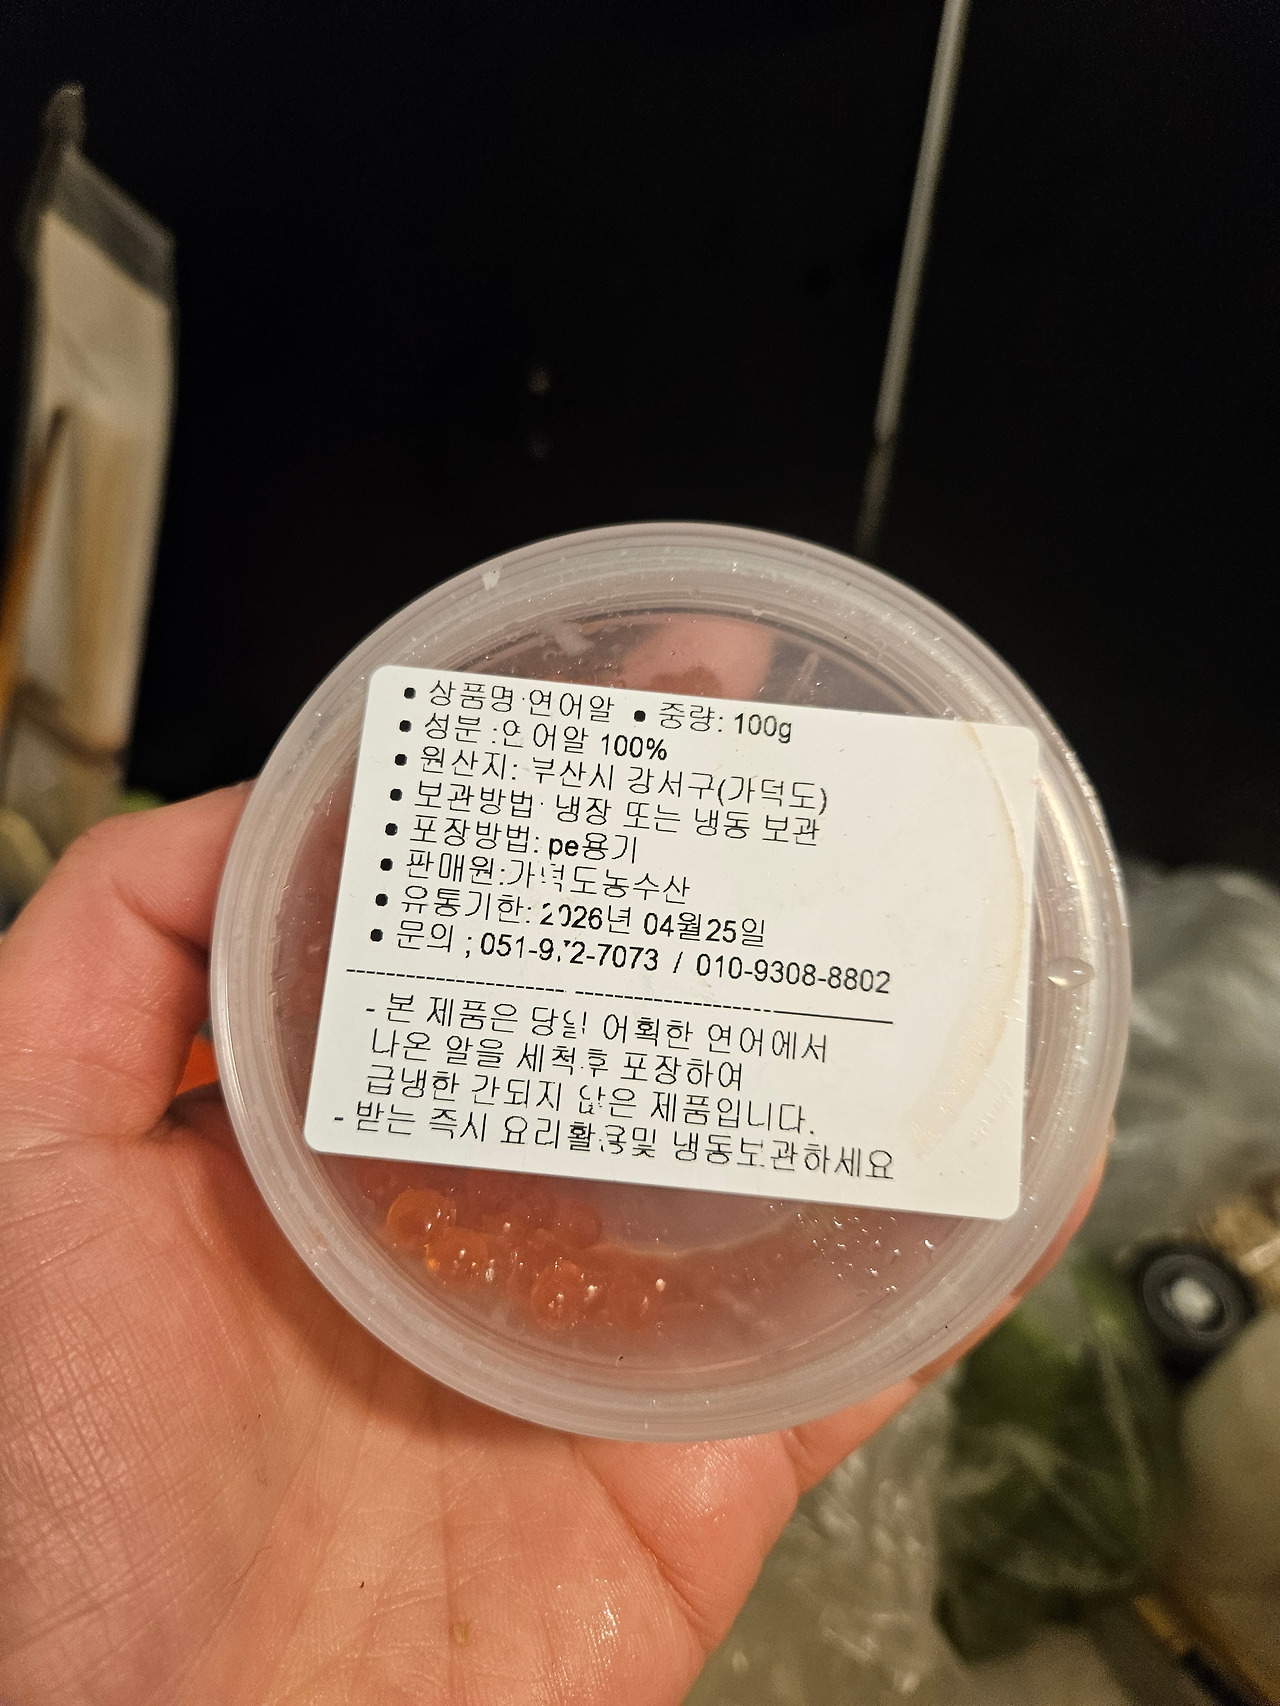 ● 상품명:연어알 ● 중량: 100g
● 성분 :연어알 100%
● 원산지: 부산시 강서구(가덕도)
● 보관방법: 냉장 또는 냉동 보관
● 포장방법: pe용기
● 판매원:가덕도농수산
● 유통기한: 2026년 04월25일
● 문의 ; 051-972-7073 / 010-9308-8802
- 본 제품은 당일 어획한 연어에서
나온 알을 세척후 포장하여
급냉한 간되지 않은 제품입니다.
- 받는 즉시 요리활용및 냉동보관하세요